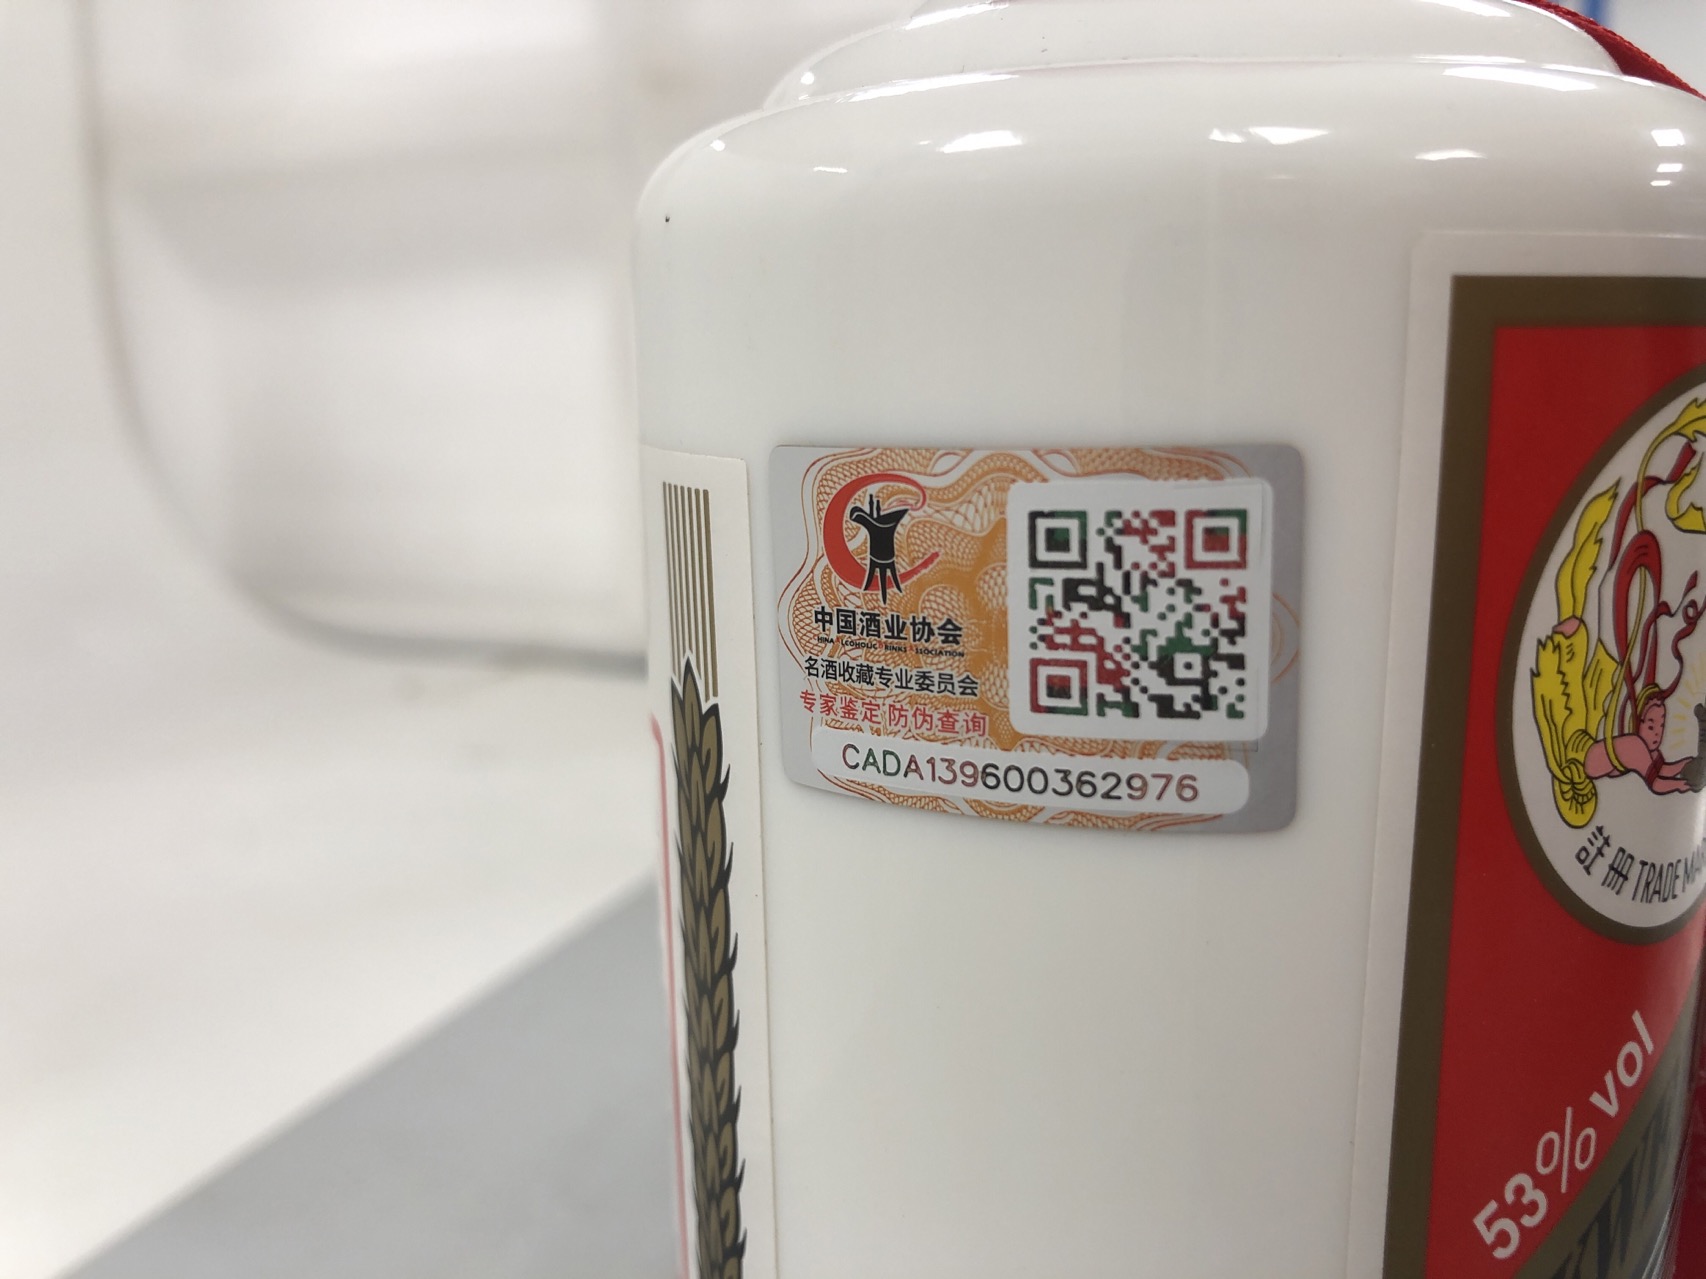 中国酒业协会
名酒收藏专业委员会
专家鉴定 防伪查询
CADA139600362976
註册 TRADE MA
53% vol